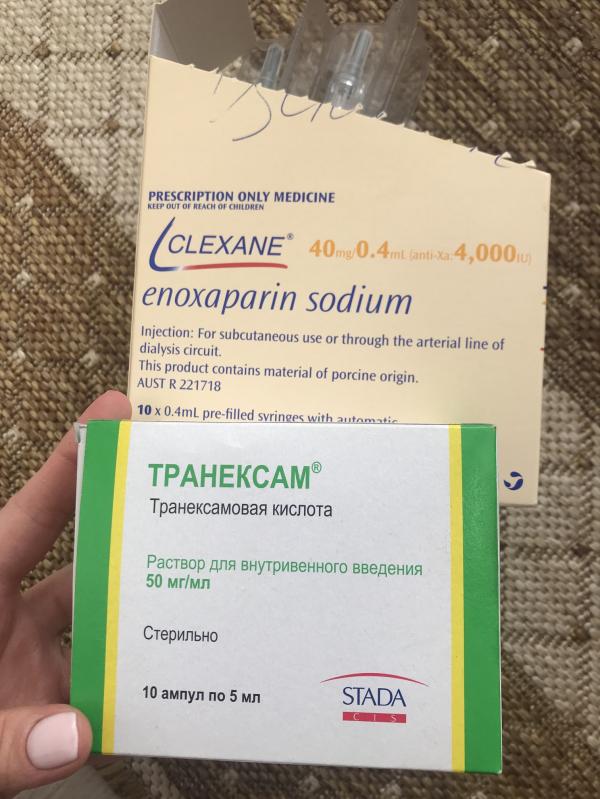 PRESCRIPTION ONLY MEDICINE
KEEP OUT OF REACH OF CHILDREN
CLEXANE® 40mg/0.4mL (anti-Xa: 4,000IU)
enoxaparin sodium
Injection: For subcutaneous use or through the arterial line of
dialysis circuit.
This product contains material of porcine origin.
AUST R 221718
10 x 0.4mL pre-filled syringes with automatic
ТРАНЕКСАМ®
Транексамовая кислота
Раствор для внутривенного введения
50 мг/мл
Стерильно
10 ампул по 5 мл
STADA
CIS